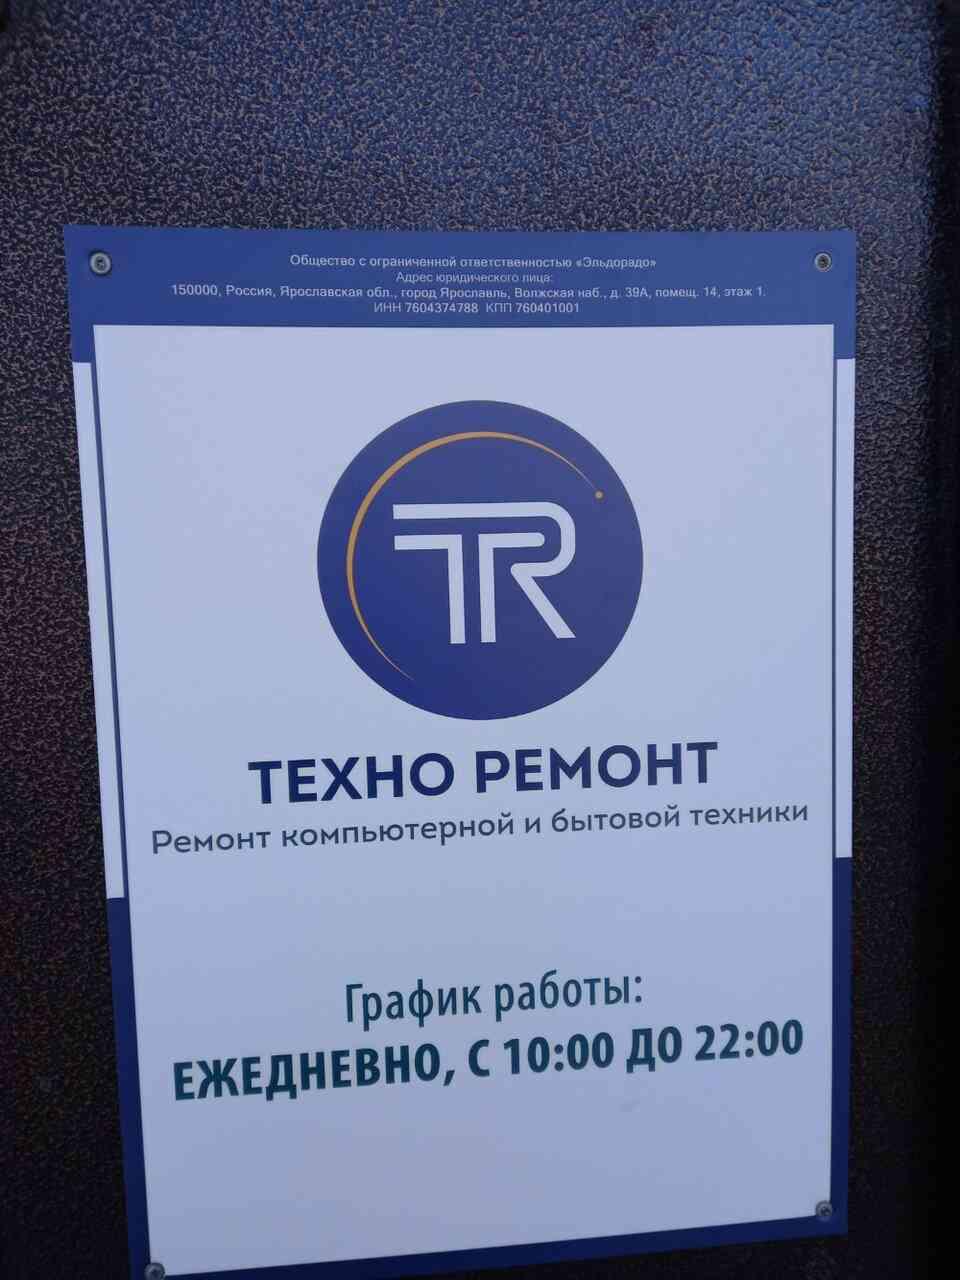 Общество с ограниченной ответственностью «Эльдорадо»
Адрес юридического лица:
150000, Россия, Ярославская обл., город Ярославль, Волжская наб., д. 39А, помещ. 14, этаж 1.
ИНН 7604374788 КПП 760401001
TR
ТЕХНО РЕМОНТ
Ремонт компьютерной и бытовой техники
График работы:
ЕЖЕДНЕВНО, С 10:00 ДО 22:00